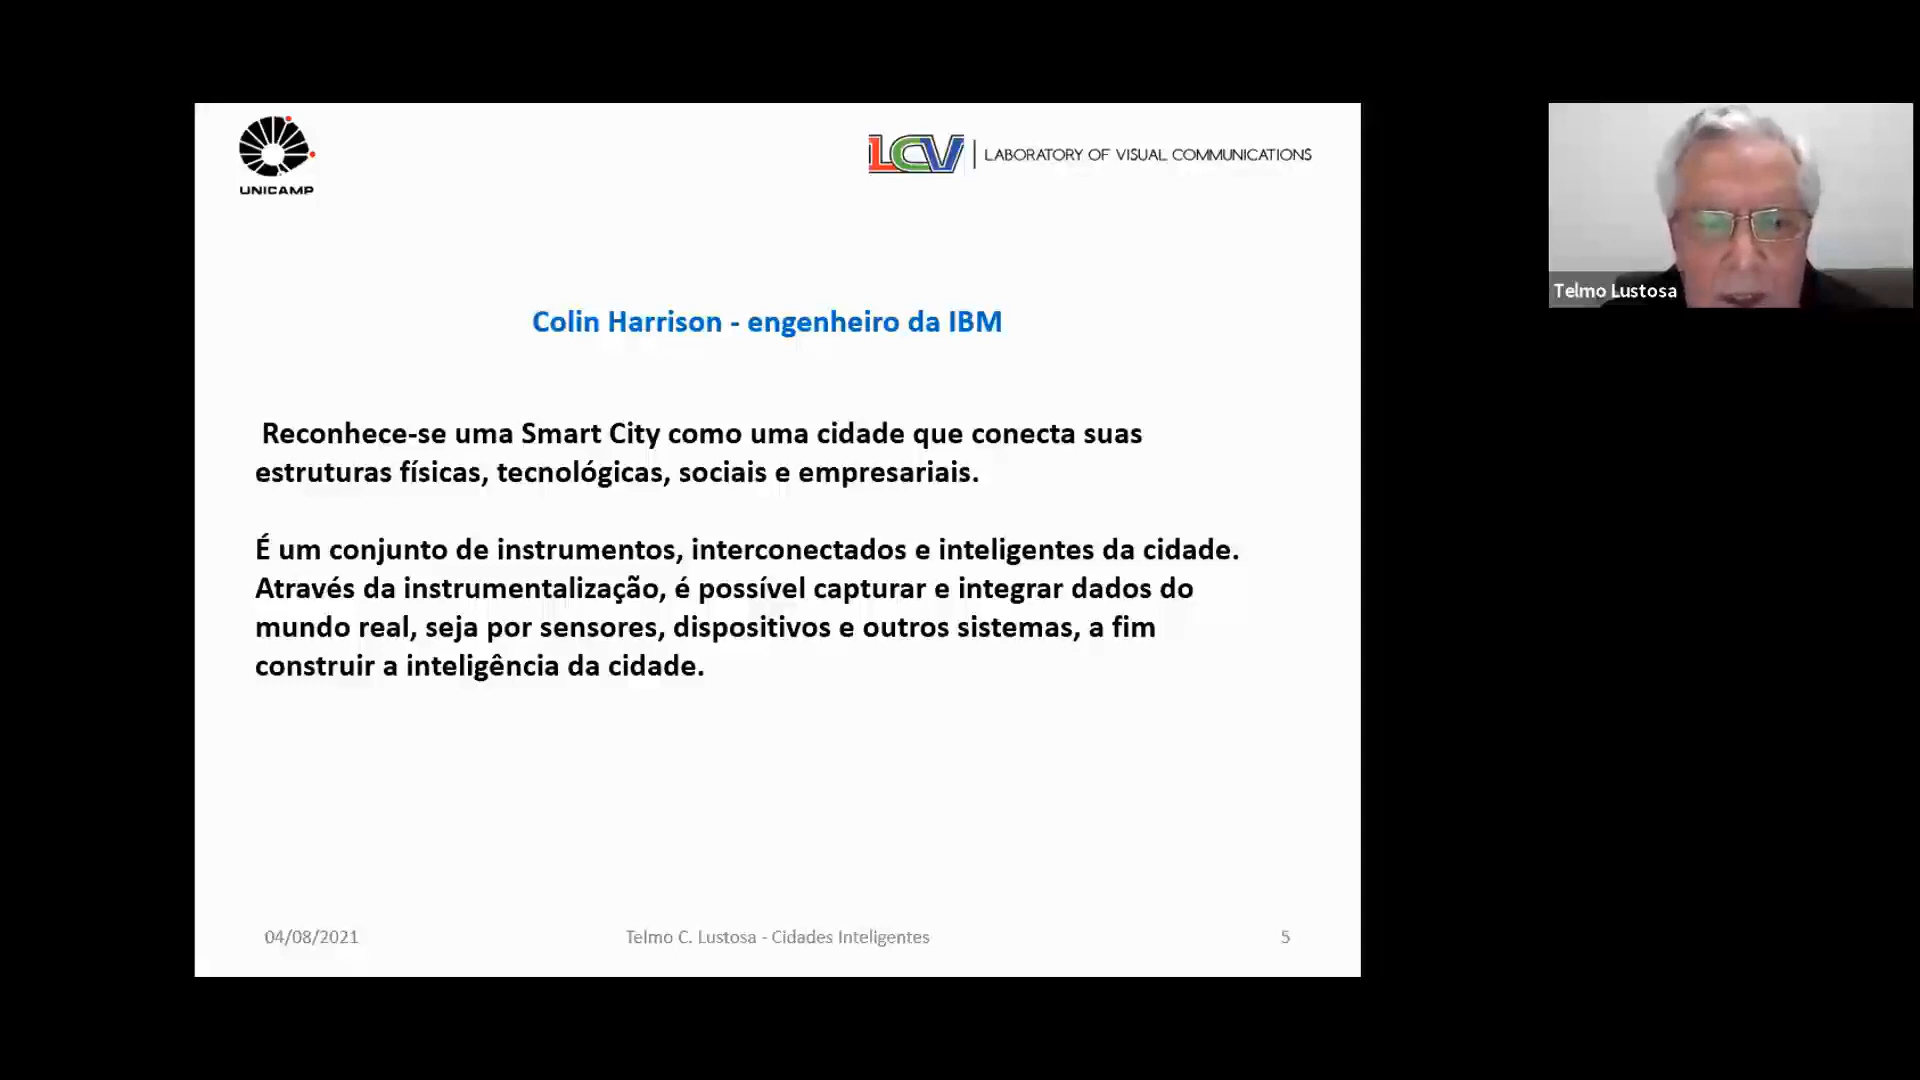 UNICAMP
LCV | LABORATORY OF VISUAL COMMUNICATIONS
Colin Harrison - engenheiro da IBM
Reconhece-se uma Smart City como uma cidade que conecta suas
estruturas físicas, tecnológicas, sociais e empresariais.
É um conjunto de instrumentos, interconectados e inteligentes da cidade.
Através da instrumentalização, é possível capturar e integrar dados do
mundo real, seja por sensores, dispositivos e outros sistemas, a fim
construir a inteligência da cidade.
04/08/2021
Telmo C. Lustosa - Cidades Inteligentes
5
Telmo Lustosa